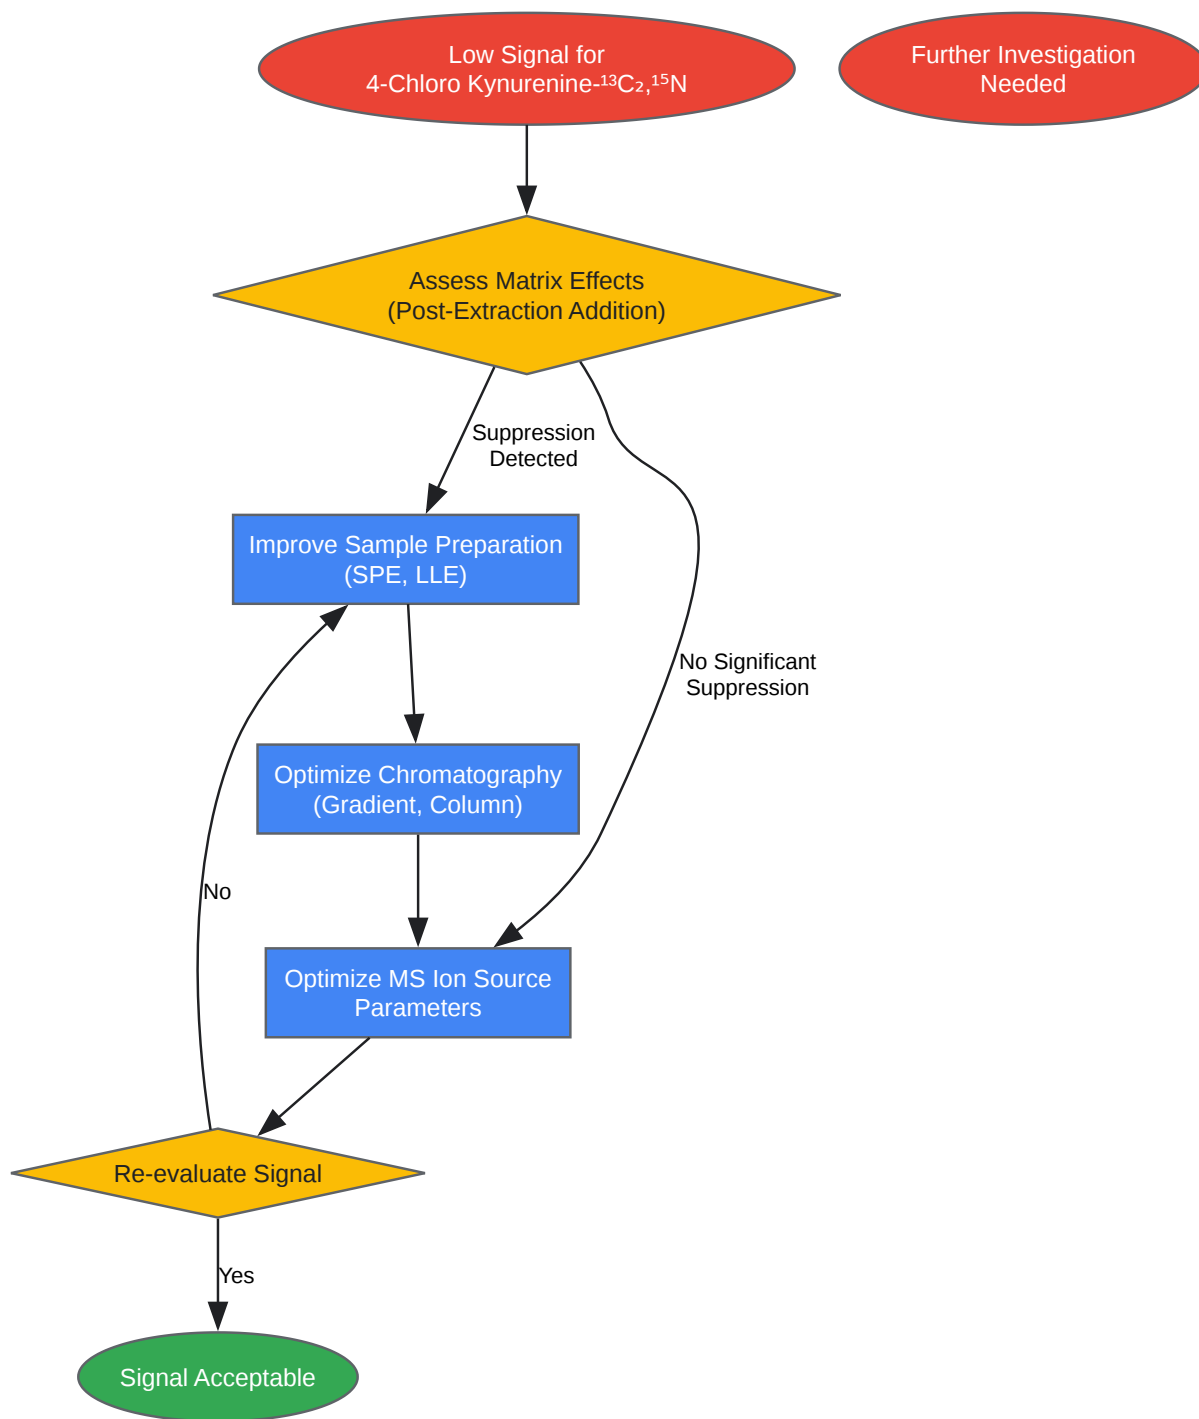 Low Signal for
4-Chloro Kynurenine-¹³C₂,¹⁵N
Further Investigation
Needed
Assess Matrix Effects
(Post-Extraction Addition)
Suppression
Detected
Improve Sample Preparation
(SPE, LLE)
No Significant
Suppression
Optimize Chromatography
(Gradient, Column)
No
Optimize MS Ion Source
Parameters
Re-evaluate Signal
Yes
Signal Acceptable